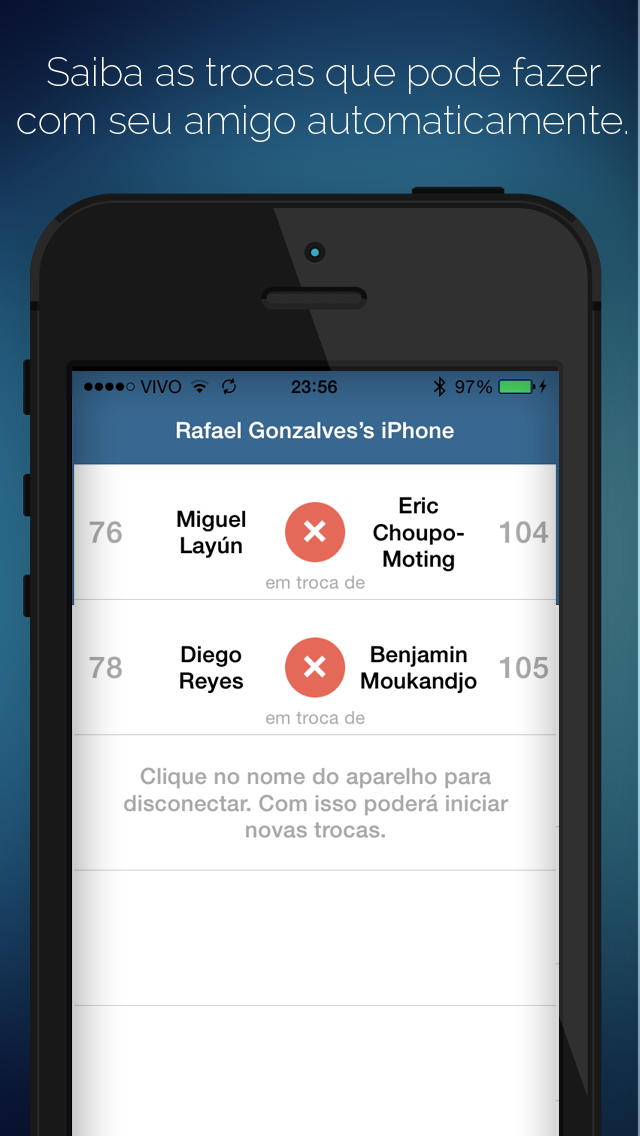 Saiba as trocas que pode fazer
com seu amigo automaticamente.
VIVO 23:56 97%
Rafael Gonzalves's iPhone
76 Miguel Layún em troca de Eric Choupo-Moting 104
78 Diego Reyes em troca de Benjamin Moukandjo 105
Clique no nome do aparelho para
disconectar. Com isso poderá iniciar
novas trocas.